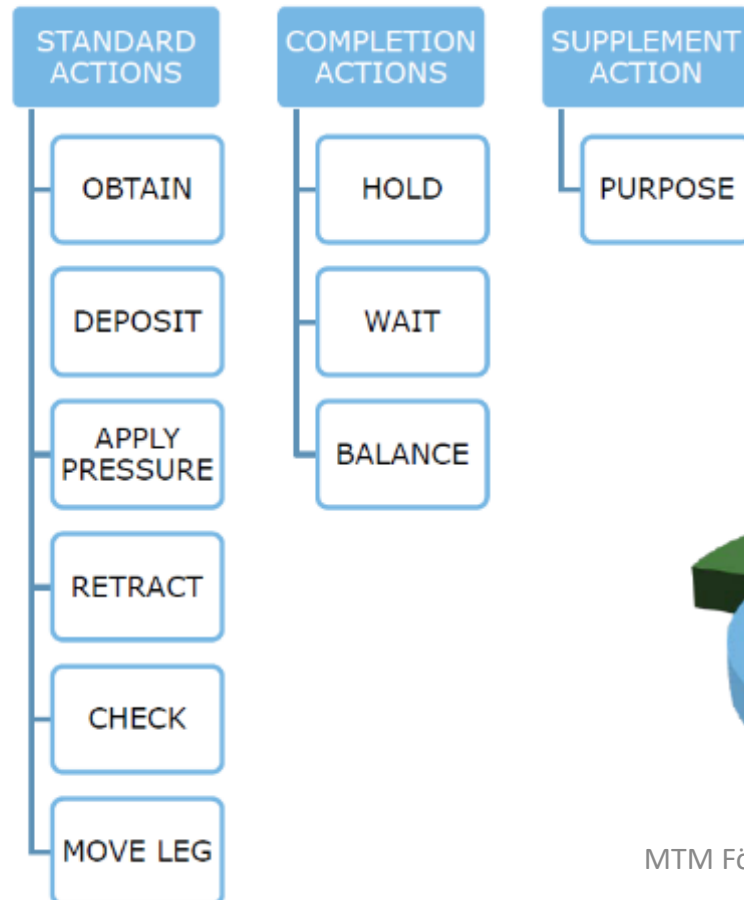 STANDARD
ACTIONS
OBTAIN
DEPOSIT
APPLY
PRESSURE
RETRACT
CHECK
MOVE LEG
COMPLETION
ACTIONS
HOLD
WAIT
BALANCE
SUPPLEMENT
ACTION
PURPOSE
MTM